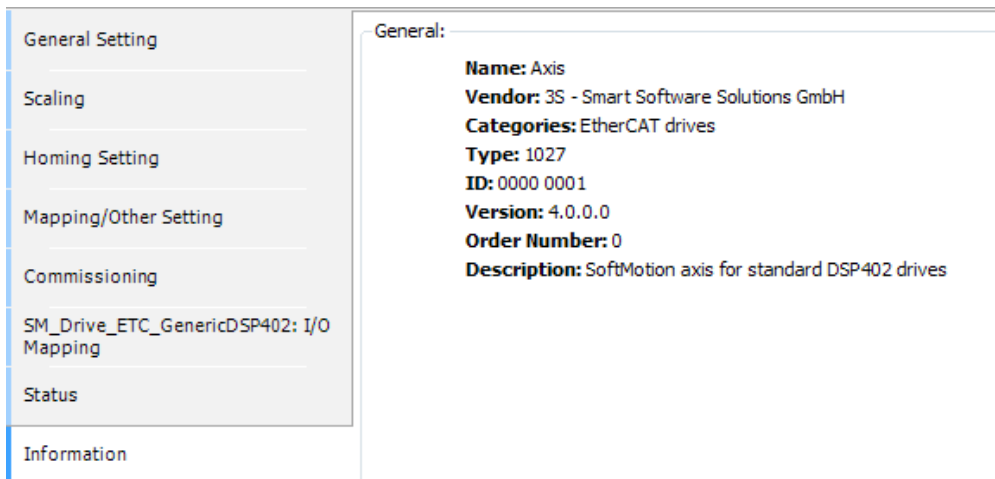 General Setting
Scaling
Homing Setting
Mapping/Other Setting
Commissioning
SM_Drive_ETC_GenericDSP402: I/O
Mapping
Status
Information
General:
Name: Axis
Vendor: 3S - Smart Software Solutions GmbH
Categories: EtherCAT drives
Type: 1027
ID: 0000 0001
Version: 4.0.0.0
Order Number: 0
Description: SoftMotion axis for standard DSP402 drives